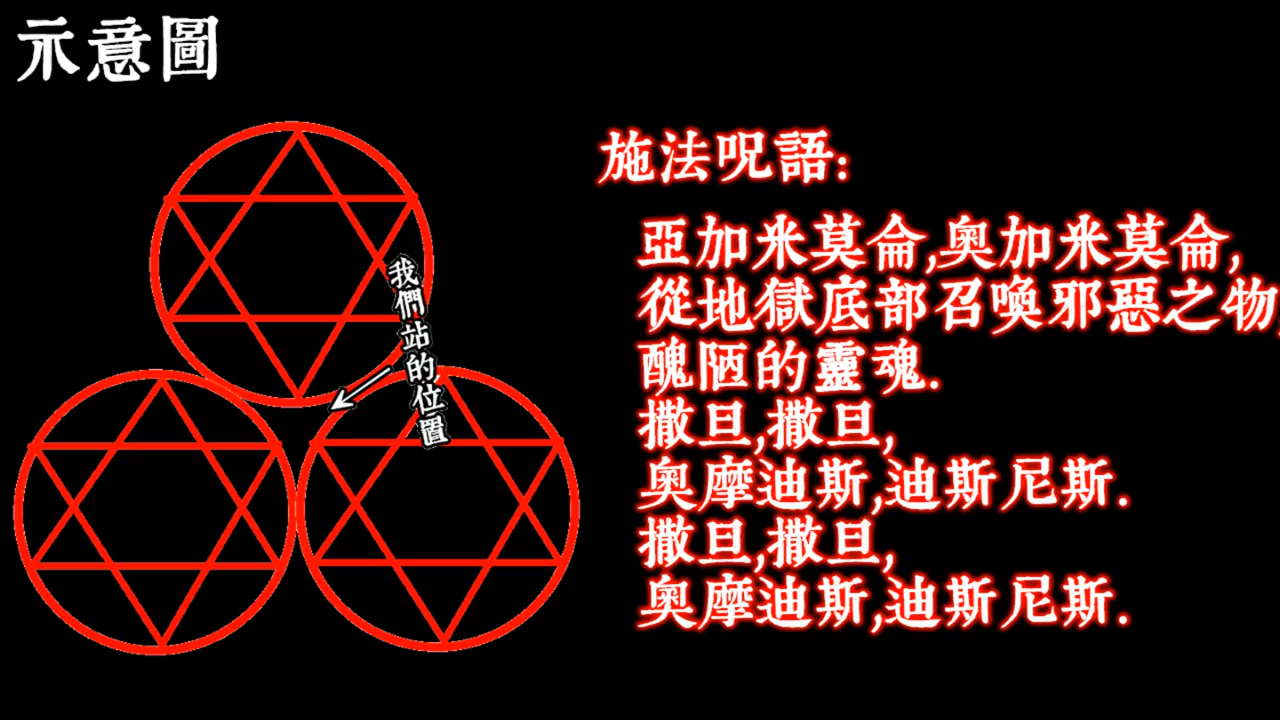 示意圖
施法咒語:
亞加米莫侖,奧加米莫侖,
從地獄底部召喚邪惡之物,
醜陋的靈魂.
撒旦,撒旦,
奧摩迪斯,迪斯尼斯.
撒旦,撒旦,
奧摩迪斯,迪斯尼斯.
我們站的位置